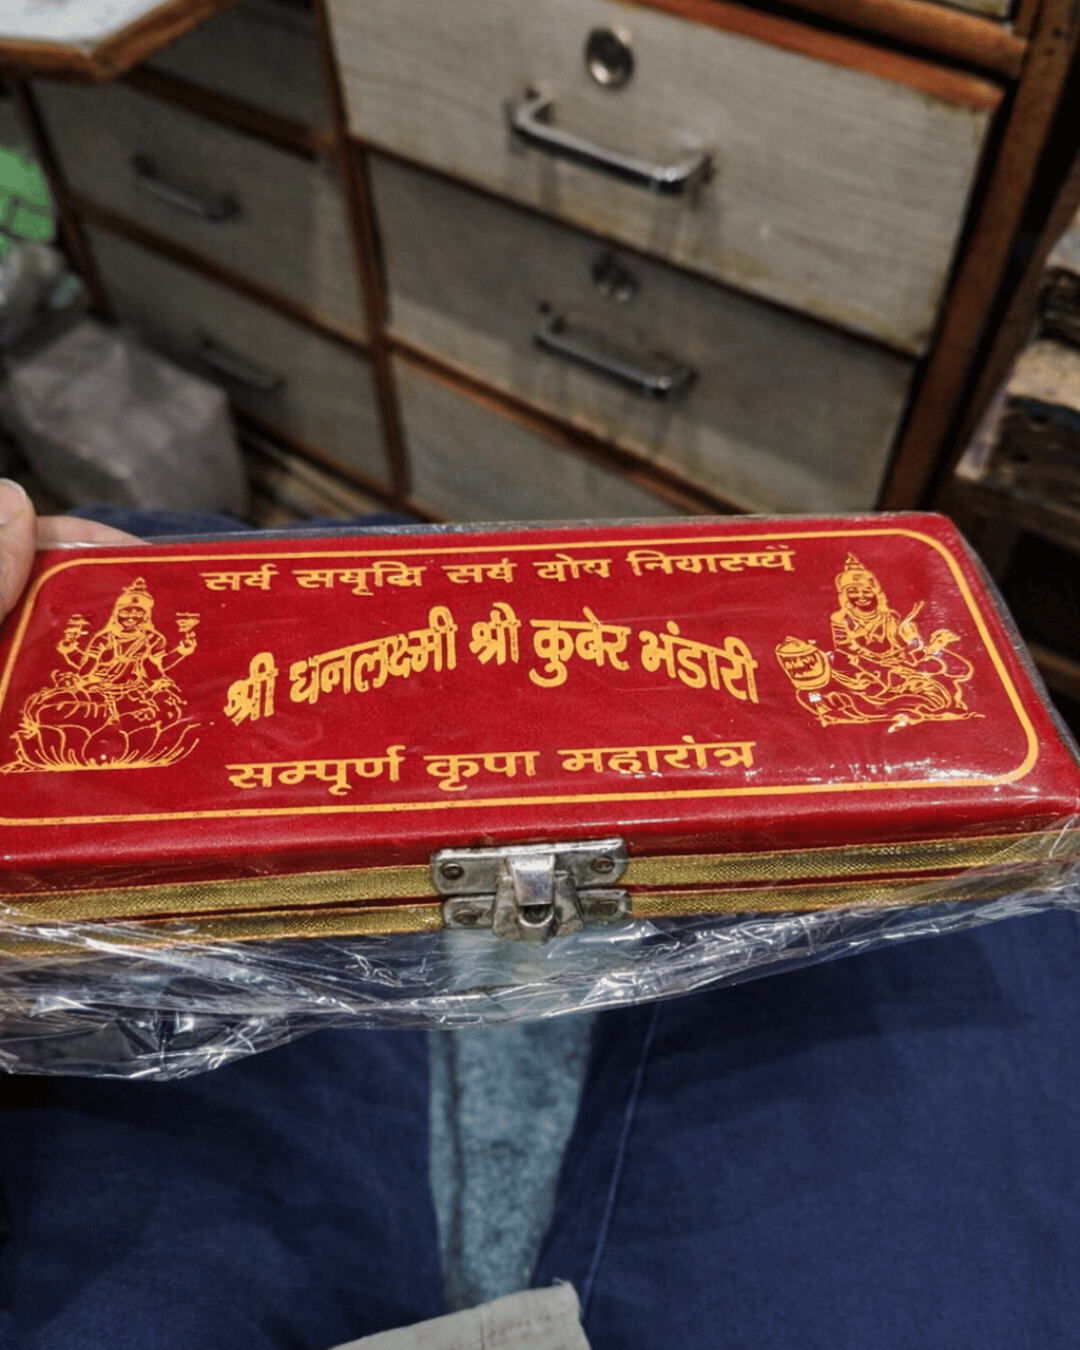 सर्व समृद्धि सर्व दोष निवारणार्थ
श्री धनलक्ष्मी श्री कुबेर भंडारी
सम्पूर्ण कृपा महारांत्र